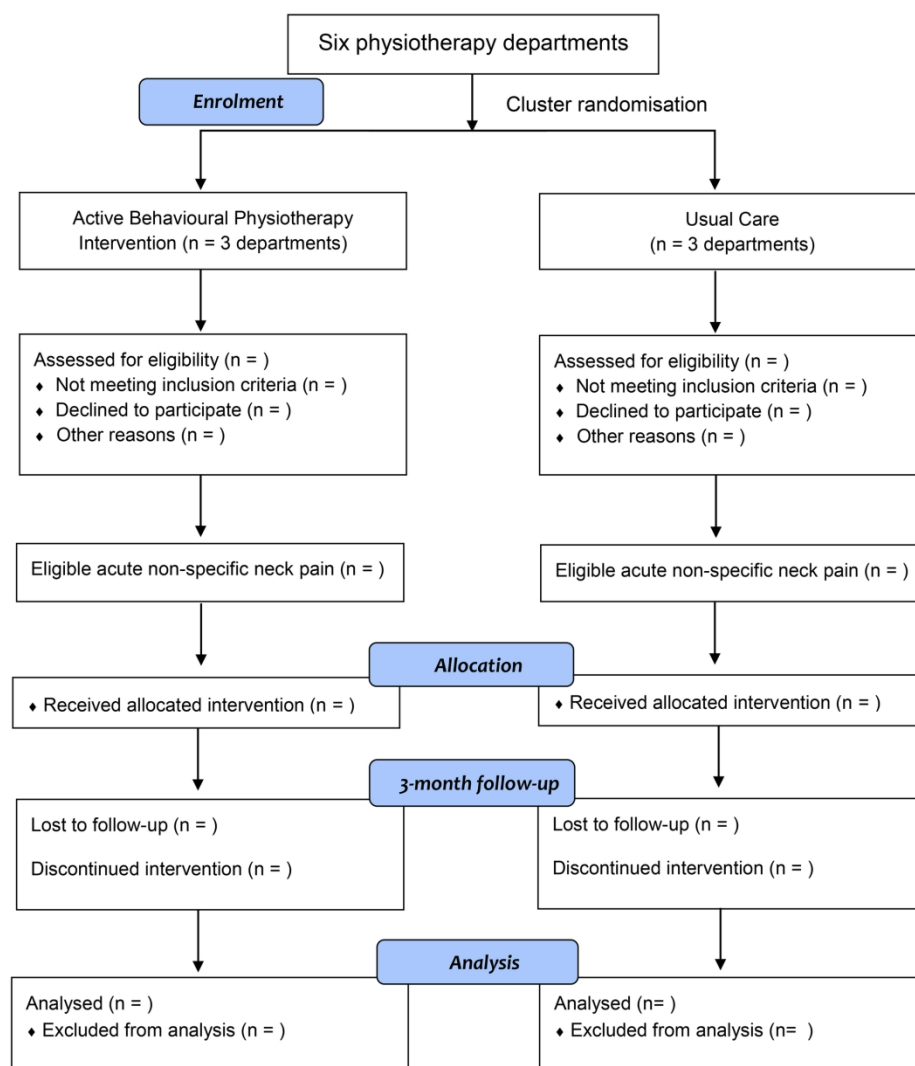 Six physiotherapy departments
Enrolment
Cluster randomisation
Active Behavioural Physiotherapy
Intervention (n = 3 departments)
Usual Care
(n = 3 departments)
Assessed for eligibility (n = )
♦ Not meeting inclusion criteria (n = )
♦ Declined to participate (n = )
♦ Other reasons (n = )
Assessed for eligibility (n = )
♦ Not meeting inclusion criteria (n = )
♦ Declined to participate (n = )
♦ Other reasons (n = )
Eligible acute non-specific neck pain (n = )
Eligible acute non-specific neck pain (n = )
Allocation
♦ Received allocated intervention (n = )
♦ Received allocated intervention (n = )
3-month follow-up
Lost to follow-up (n = )
Discontinued intervention (n = )
Lost to follow-up (n = )
Discontinued intervention (n = )
Analysis
Analysed (n = )
♦ Excluded from analysis (n = )
Analysed (n= )
♦ Excluded from analysis (n= )